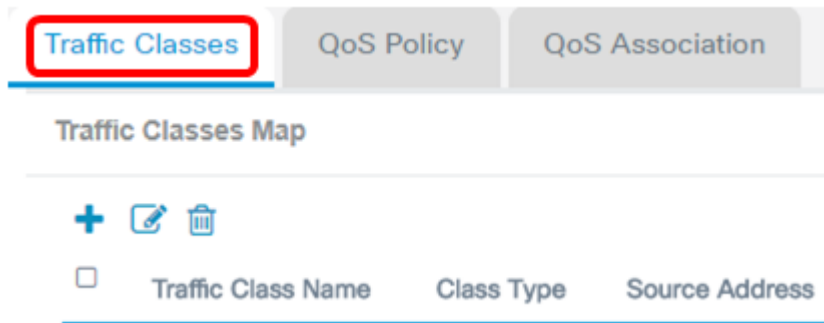 Traffic Classes QoS Policy QoS Association
Traffic Classes Map
Traffic Class Name Class Type Source Address